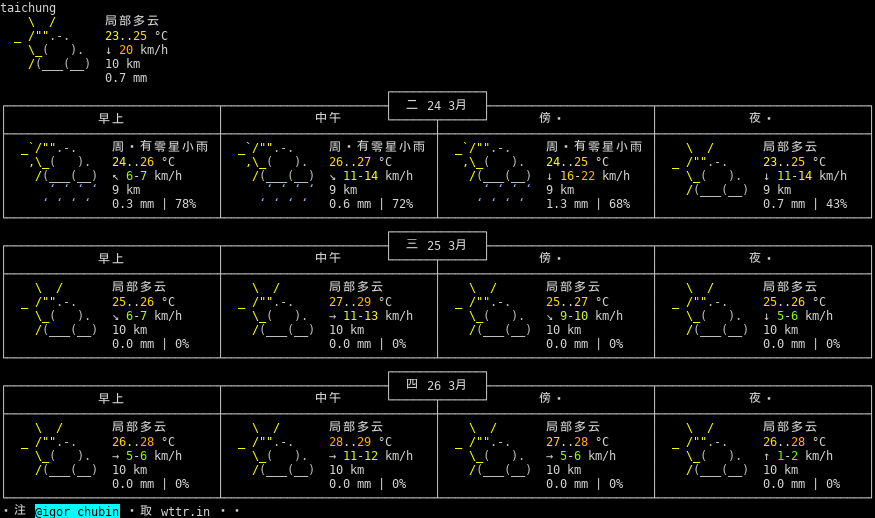 taichung
局部多云
23..25 °C
↓ 20 km/h
10 km
0.7 mm
二 24 3月
早上 中午 傍・ 夜・
周・有零星小雨 周・有零星小雨 周・有零星小雨 局部多云
24..26 °C 26..27 °C 24..25 °C 23..25 °C
↖ 6-7 km/h ↘ 11-14 km/h ↓ 16-22 km/h ↓ 11-14 km/h
9 km 9 km 9 km 9 km
0.3 mm | 78% 0.6 mm | 72% 1.3 mm | 68% 0.7 mm | 43%
三 25 3月
早上 中午 傍・ 夜・
局部多云 局部多云 局部多云 局部多云
25..26 °C 27..29 °C 25..27 °C 25..26 °C
↘ 6-7 km/h → 11-13 km/h ↘ 9-10 km/h ↓ 5-6 km/h
10 km 10 km 10 km 10 km
0.0 mm | 0% 0.0 mm | 0% 0.0 mm | 0% 0.0 mm | 0%
四 26 3月
早上 中午 傍・ 夜・
局部多云 局部多云 局部多云 局部多云
26..28 °C 28..29 °C 27..28 °C 26..28 °C
→ 5-6 km/h → 11-12 km/h → 5-6 km/h ↑ 1-2 km/h
10 km 10 km 10 km 10 km
0.0 mm | 0% 0.0 mm | 0% 0.0 mm | 0% 0.0 mm | 0%
・注 @igor_chubin ・取 wttr.in ・・